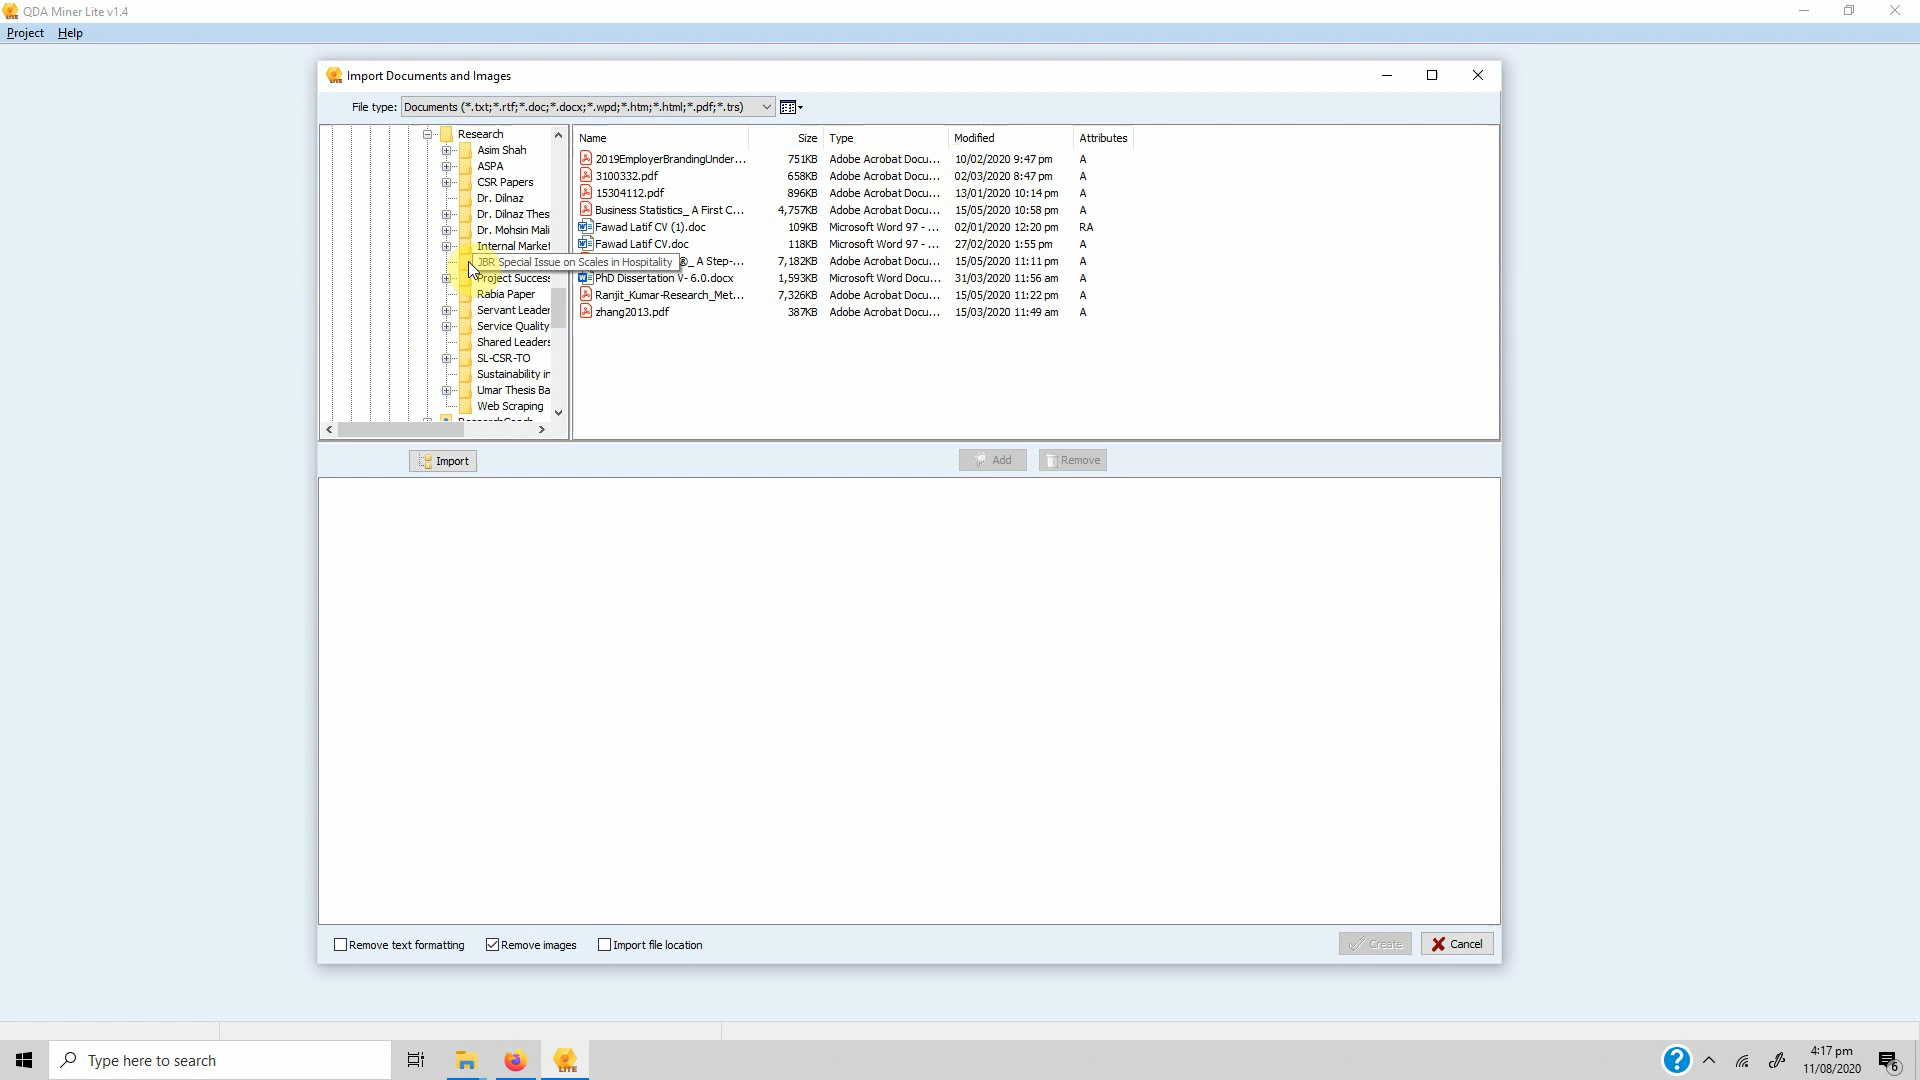 QDA Miner Lite v1.4
Project Help
Import Documents and Images
File type: Documents (*.txt;*.rtf;*.doc;*.docx;*.wpd;*.htm;*.html;*.pdf;*.trs)
Research
Asim Shah
ASPA
CSR Papers
Dr. Dilnaz
Dr. Dilnaz Thes
Dr. Mohsin Mali
Internal Market
JBR Special Issue on Scales in Hospitality
Project Success
Rabia Paper
Servant Leader
Service Quality
Shared Leaders
SL-CSR-TO
Sustainability in
Umar Thesis Ba
Web Scraping
Name Size Type Modified Attributes
2019EmployerBrandingUnder... 751KB Adobe Acrobat Docu... 10/02/2020 9:47 pm A
3100332.pdf 658KB Adobe Acrobat Docu... 02/03/2020 8:47 pm A
15304112.pdf 896KB Adobe Acrobat Docu... 13/01/2020 10:14 pm A
Business Statistics_ A First C... 4,757KB Adobe Acrobat Docu... 15/05/2020 10:58 pm A
Fawad Latif CV (1).doc 109KB Microsoft Word 97 - ... 02/01/2020 12:20 pm RA
Fawad Latif CV.doc 118KB Microsoft Word 97 - ... 27/02/2020 1:55 pm A
®_ A Step-... 7,182KB Adobe Acrobat Docu... 15/05/2020 11:11 pm A
PhD Dissertation V- 6.0.docx 1,593KB Microsoft Word Docu... 31/03/2020 11:56 am A
Ranjit_Kumar-Research_Met... 7,326KB Adobe Acrobat Docu... 15/05/2020 11:22 pm A
zhang2013.pdf 387KB Adobe Acrobat Docu... 15/03/2020 11:49 am A
Import Add Remove
Remove text formatting Remove images Import file location Create Cancel
Type here to search
LITE
4:17 pm
11/08/2020
6